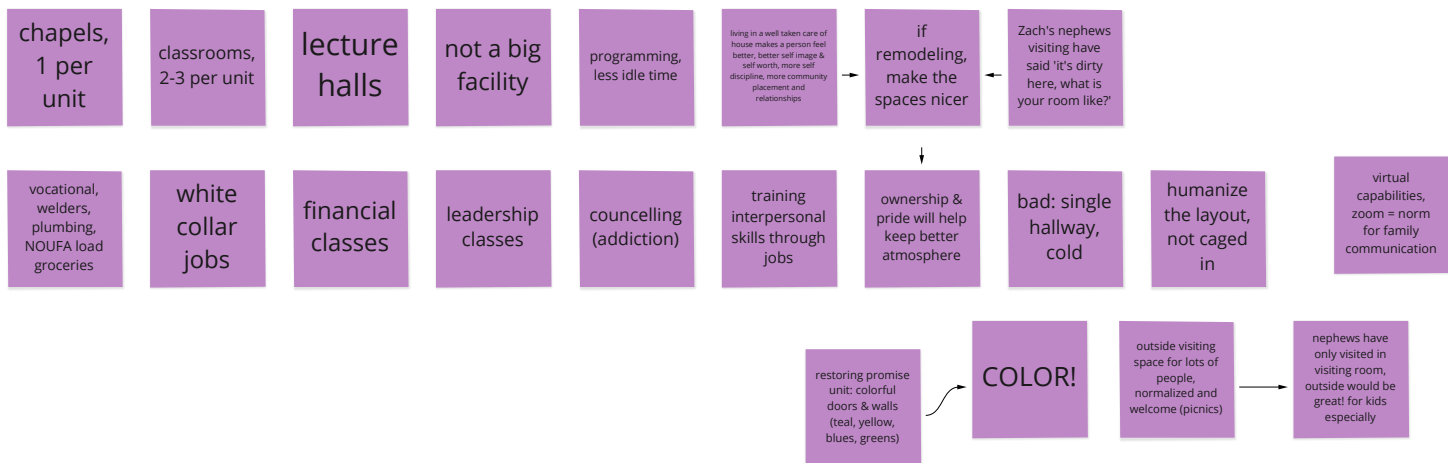 chapels,
1 per
unit
classrooms,
2-3 per unit
lecture
halls
not a big
facility
programming,
less idle time
living in a well taken care of
house makes a person feel
better, better self image &
self worth, more self
discipline, more community
placement and
relationships
if
remodeling,
make the
spaces nicer
Zach's nephews
visiting have
said 'it's dirty
here, what is
your room like?'
vocational,
welders,
plumbing,
NOUFA load
groceries
white
collar
jobs
financial
classes
leadership
classes
councelling
(addiction)
training
interpersonal
skills through
jobs
ownership &
pride will help
keep better
atmosphere
bad: single
hallway,
cold
humanize
the layout,
not caged
in
virtual
capabilities,
zoom = norm
for family
communication
restoring promise
unit: colorful
doors & walls
(teal, yellow,
blues, greens)
COLOR!
outside visiting
space for lots of
people,
normalized and
welcome (picnics)
nephews have
only visited in
visiting room,
outside would be
great! for kids
especially